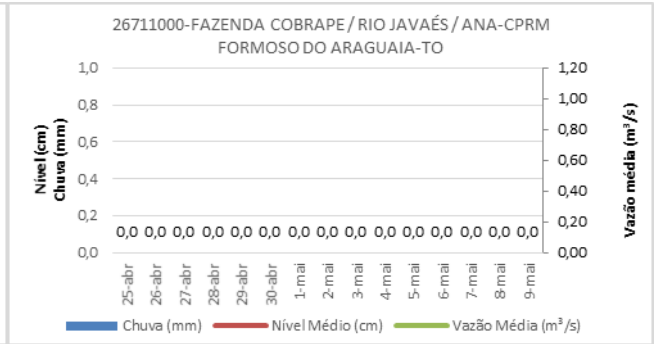 26711000-FAZENDA COBRAPE / RIO JAVAÉS / ANA-CPRM
FORMOSO DO ARAGUAIA-TO
Nível (cm)
Chuva (mm)
1,0
0,8
0,6
0,4
0,2
0,0
0,0 0,0 0,0 0,0 0,0 0,0 0,0 0,0 0,0 0,0 0,0 0,0 0,0 0,0 0,0
1,20
1,00
0,80
0,60
0,40
0,20
0,00
Vazão média (m³/s)
25-abr
26-abr
27-abr
28-abr
29-abr
30-abr
1-mai
2-mai
3-mai
4-mai
5-mai
6-mai
7-mai
8-mai
9-mai
Chuva (mm) Nível Médio (cm) Vazão Média (m³/s)